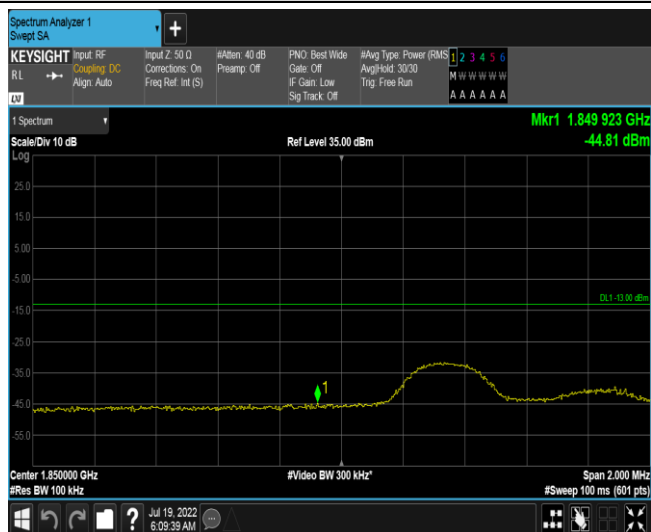 Spectrum Analyzer 1
Swept SA
+
KEYSIGHT
RL
Input: RF
Coupling: DC
Align: Auto
Input Z: 50 Ω
Corrections: On
Freq Ref: Int (S)
#Atten: 40 dB
Preamp: Off
PNO: Best Wide
Gate: Off
IF Gain: Low
Sig Track: Off
#Avg Type: Power (RMS
Avg|Hold: 30/30
Trig: Free Run
1 2 3 4 5 6
M W W W W W
A A A A A A
1 Spectrum
Mkr1 1.849 923 GHz
Scale/Div 10 dB
Ref Level 35.00 dBm
-44.81 dBm
Log
25.0
15.0
5.00
-5.00
DL1 -13.00 dBm
-15.0
-25.0
-35.0
1
-45.0
-55.0
Center 1.850000 GHz
#Video BW 300 kHz*
Span 2.000 MHz
#Res BW 100 kHz
#Sweep 100 ms (601 pts)
?
Jul 19, 2022
6:09:39 AM